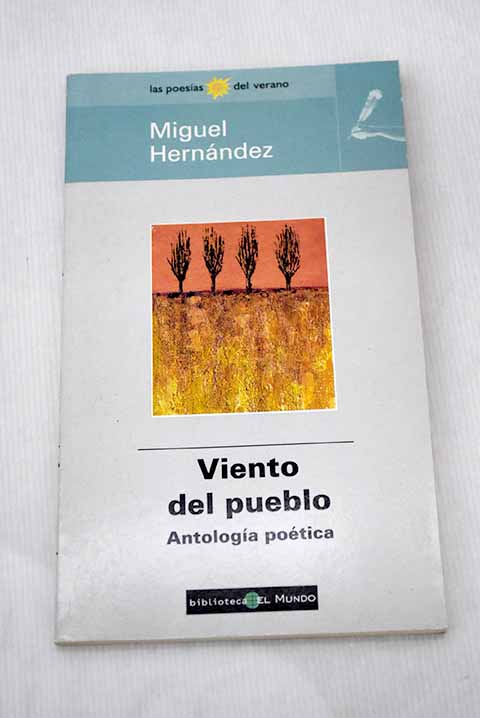 las poesías del verano
Miguel
Hernández
Viento
del pueblo
Antología poética
biblioteca EL MUNDO